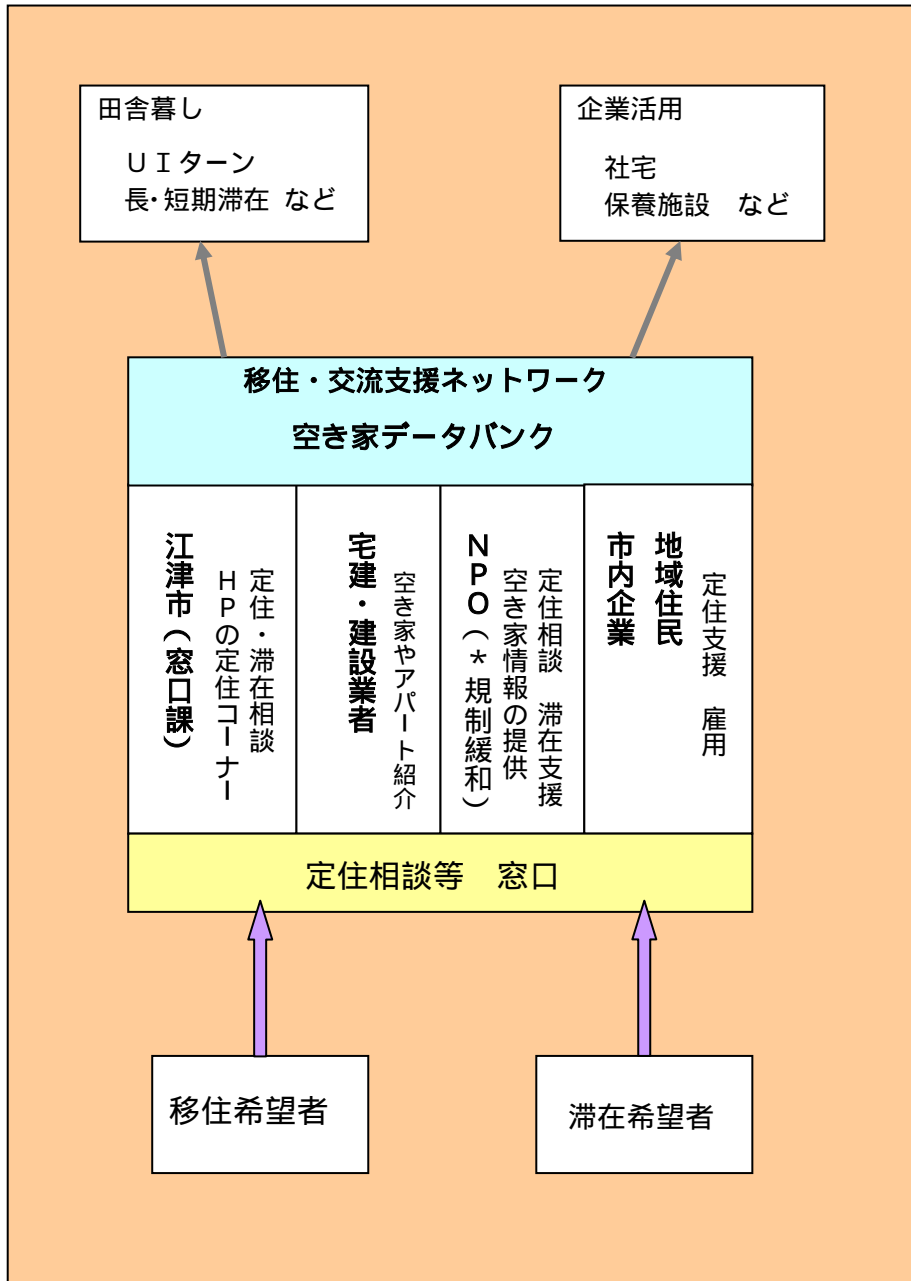 田舎暮し
ＵＩターン
長・短期滞在 など
企業活用
社宅
保養施設　など
移住・交流支援ネットワーク
空き家データバンク
江津市（窓口課）
定住・滞在相談
ＨＰの定住コーナー
宅建・建設業者
空き家やアパート紹介
ＮＰＯ（＊規制緩和）
定住相談　滞在支援
空き家情報の提供
地域住民
市内企業
定住支援　雇用
定住相談等　窓口
移住希望者
滞在希望者